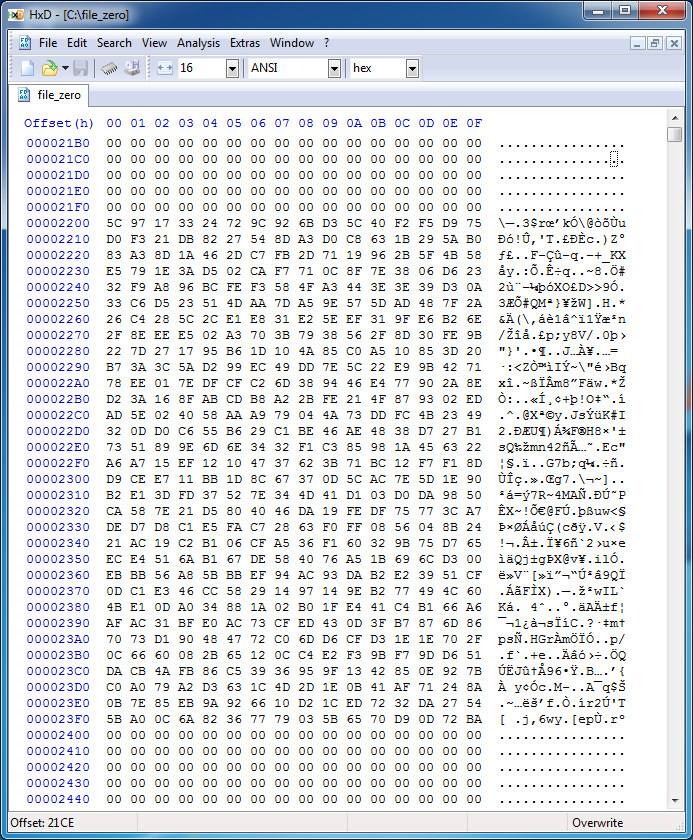 HxD - [C:\file_zero]
File Edit Search View Analysis Extras Window ?
16 ANSI hex
file_zero
Offset(h) 00 01 02 03 04 05 06 07 08 09 0A 0B 0C 0D 0E 0F
000021B0 00 00 00 00 00 00 00 00 00 00 00 00 00 00 00 00 ................
000021C0 00 00 00 00 00 00 00 00 00 00 00 00 00 00 00 00 ................
000021D0 00 00 00 00 00 00 00 00 00 00 00 00 00 00 00 00 ................
000021E0 00 00 00 00 00 00 00 00 00 00 00 00 00 00 00 00 ................
000021F0 00 00 00 00 00 00 00 00 00 00 00 00 00 00 00 00 ................
00002200 5C 97 17 33 24 72 9C 92 6B D3 5C 40 F2 F5 D9 75 \—.3$rœ’kÓ\@òõÙu
00002210 D0 F3 21 DB 82 27 54 8D A3 D0 C8 63 1B 29 5A B0 Ðó!Û‚'T.£ÐÈc.)Z°
00002220 83 A3 8D 1A 46 2D C7 FB 2D 71 19 96 2B 5F 4B 58 ƒ£..F-Çû-q.–+_KX
00002230 E5 79 1E 3A D5 02 CA F7 71 0C 8F 7E 38 06 D6 23 åy.:Õ.Ê÷q..~8.Ö#
00002240 32 F9 A8 96 BC FE F3 58 4F A3 44 3E 3E 39 D3 0A 2ù¨–¼þóXO£D>>9Ó.
00002250 33 C6 D5 23 51 4D AA 7D A5 9E 57 5D AD 48 7F 2A 3ÆÕ#QMª}¥žW].H.*
00002260 26 C4 28 5C 2C E1 E8 31 E2 5E EF 31 9F E6 B2 6E &Ä(\,áè1â^ï1Ÿæ²n
00002270 2F 8E EE E5 02 A3 70 3B 79 38 56 2F 8D 30 FE 9B /Žîå.£p;y8V/.0þ›
00002280 22 7D 27 17 95 B6 1D 10 4A 85 C0 A5 10 85 3D 20 "}'.•¶..J…À¥.…=
00002290 B7 3A 3C 5A D2 99 EC 49 DD 7E 5C 22 E9 9B 42 71 ·:<ZÒ™ìIÝ~\"é›Bq
000022A0 78 EE 01 7E DF CF C2 6D 38 94 46 E4 77 90 2A 8E xî.~ßÏÂm8”Fäw.*Ž
000022B0 D2 3A 16 8F AB CD B8 A2 2B FE 21 4F 87 93 02 ED Ò:..«Í¸¢+þ!O‡“.í
000022C0 AD 5E 02 40 58 AA A9 79 04 4A 73 DD FC 4B 23 49 .^.@Xª©y.JsÝüK#I
000022D0 32 0D D0 C6 55 B6 29 C1 BE 46 AE 48 38 D7 27 B1 2.ÐÆU¶)Á¾F®H8×'±
000022E0 73 51 89 9E 6D 6E 34 32 F1 C3 85 98 1A 45 63 22 sQ‰žmn42ñÃ…˜.Ec"
000022F0 A6 A7 15 EF 12 10 47 37 62 3B 71 BC 12 F7 F1 8D ¦§.ï..G7b;q¼.÷ñ.
00002300 D9 CE E7 11 BB 1D 8C 67 37 0D 5C AC 7E 5D 1E 90 ÙÎç.».Œg7.\¬~]..
00002310 B2 E1 3D FD 37 52 7E 34 4D 41 D1 03 D0 DA 98 50 ²á=ý7R~4MAÑ.ÐÚ˜P
00002320 CA 58 7E 21 D5 80 40 46 DA 19 FE DF 75 77 3C A7 ÊX~!Õ€@FÚ.þßuw<§
00002330 DE D7 D8 C1 E5 FA C7 28 63 F0 FF 08 56 04 8B 24 Þ×ØÁåúÇ(cðÿ.V.‹$
00002340 21 AC 19 C2 B1 06 CF A5 36 F1 60 32 9B 75 D7 65 !¬.Â±.Ï¥6ñ`2›u×e
00002350 EC E4 51 6A B1 67 DE 58 40 76 A5 1B 69 6C D3 00 ìäQj±gÞX@v¥.ilÓ.
00002360 EB BB 56 A8 5B BB EF 94 AC 93 DA B2 E2 39 51 CF ë»V¨[»ï”¬“Ú²â9QÏ
00002370 0D C1 E3 46 CC 58 29 14 97 14 9E B2 77 49 4C 60 .ÁãFÌX).—.ž²wIL`
00002380 4B E1 0D A0 34 88 1A 02 B0 1F E4 41 C4 B1 66 A6 Ká. 4ˆ..°.äAÄ±f¦
00002390 AF AC 31 BF E0 AC 73 CF ED 43 0D 3F B7 87 6D 86 ¯¬1¿à¬sÏíC.?·‡m†
000023A0 70 73 D1 90 48 47 72 C0 6D D6 CF D3 1E 1E 70 2F psÑ.HGrÀmÖÏÓ..p/
000023B0 0C 66 60 08 2B 65 12 0C C4 E2 F3 9B F7 9D D6 51 .f`.+e..Äâó›÷.ÖQ
000023C0 DA CB 4A FB 86 C5 39 36 95 9F 13 42 85 0E 92 7B ÚËJû†Å96•Ÿ.B….’{
000023D0 C0 A0 79 A2 D3 63 1C 4D 2D 1E 0B 41 AF 71 24 8A À y¢Óc.M-..A¯q$Š
000023E0 0B 7E 85 EB 9A 92 66 10 D2 1C ED 72 32 DA 27 54 .~…ëš’f.Ò.ír2Ú'T
000023F0 5B A0 0C 6A 82 36 77 79 03 5B 65 70 D9 0D 72 BA [ .j‚6wy.[epÙ.rº
00002400 00 00 00 00 00 00 00 00 00 00 00 00 00 00 00 00 ................
00002410 00 00 00 00 00 00 00 00 00 00 00 00 00 00 00 00 ................
00002420 00 00 00 00 00 00 00 00 00 00 00 00 00 00 00 00 ................
00002430 00 00 00 00 00 00 00 00 00 00 00 00 00 00 00 00 ................
00002440 00 00 00 00 00 00 00 00 00 00 00 00 00 00 00 00 ................
Offset: 21CE Overwrite